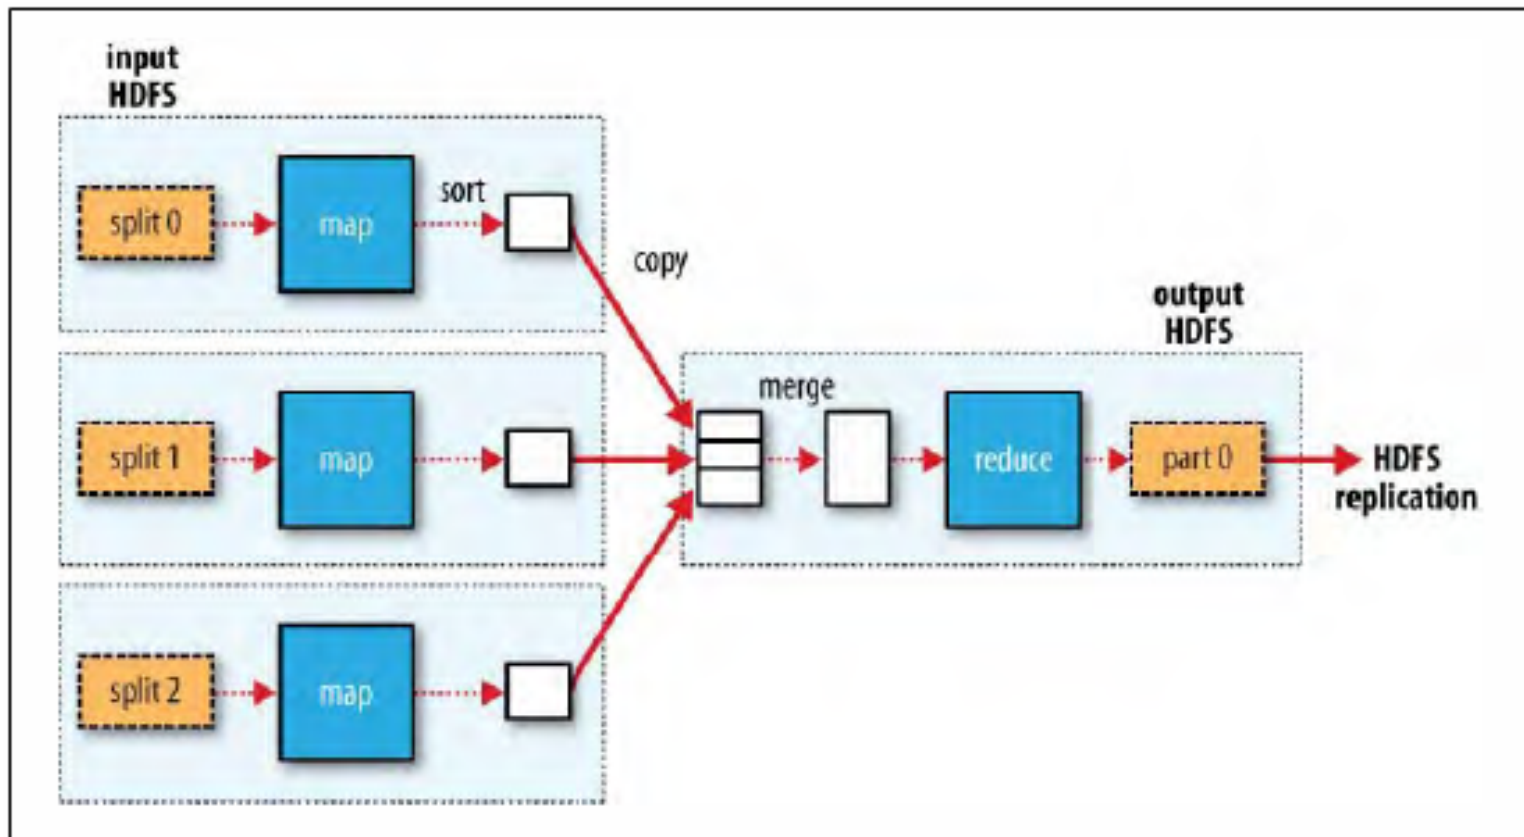 input
HDFS
split 0
map
sort
copy
split 1
map
split 2
map
merge
reduce
output
HDFS
part 0
HDFS
replication